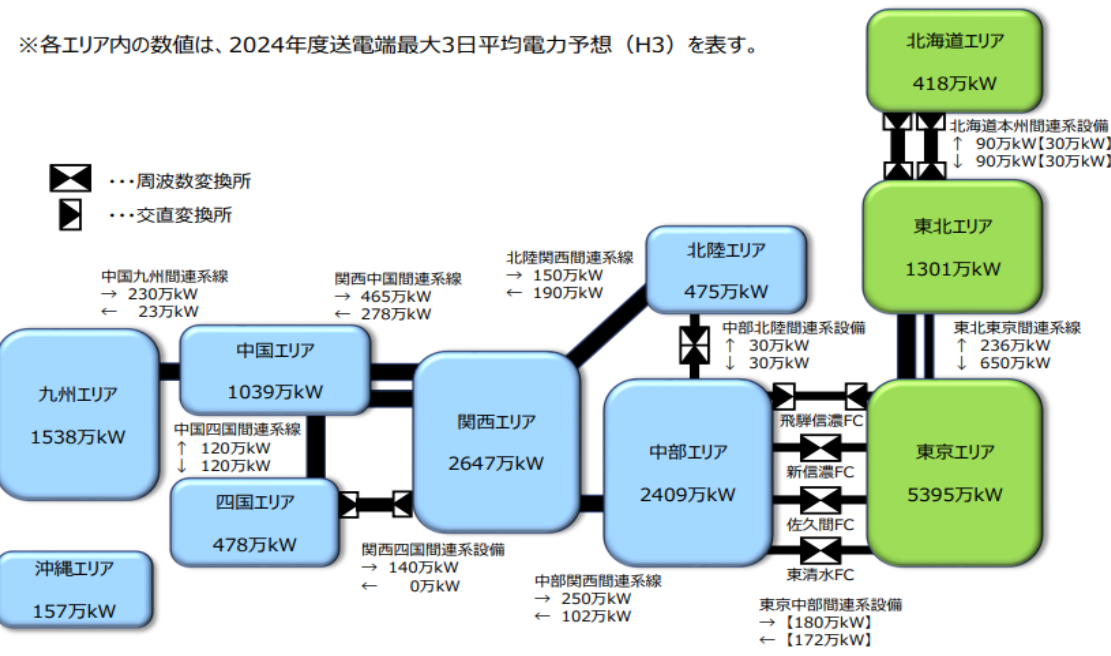 ※各エリア内の数値は、2024年度送電端最大3日平均電力予想（H3）を表す。
北海道エリア
418万kW
北海道本州間連系設備
↑ 90万kW【30万kW】
↓ 90万kW【30万kW】
･･･周波数変換所
･･･交直変換所
東北エリア
1301万kW
北陸エリア
475万kW
北陸関西間連系線
→ 150万kW
← 190万kW
中国九州間連系線
→ 230万kW
← 23万kW
関西中国間連系線
→ 465万kW
← 278万kW
中部北陸間連系設備
↑ 30万kW
↓ 30万kW
東北東京間連系線
↑ 236万kW
↓ 650万kW
九州エリア
1538万kW
中国エリア
1039万kW
中国四国間連系線
↑ 120万kW
↓ 120万kW
関西エリア
2647万kW
中部エリア
2409万kW
飛騨信濃FC
新信濃FC
佐久間FC
東清水FC
東京エリア
5395万kW
四国エリア
478万kW
関西四国間連系設備
→ 140万kW
← 0万kW
沖縄エリア
157万kW
中部関西間連系線
→ 250万kW
← 102万kW
東京中部間連系設備
→【180万kW】
←【172万kW】